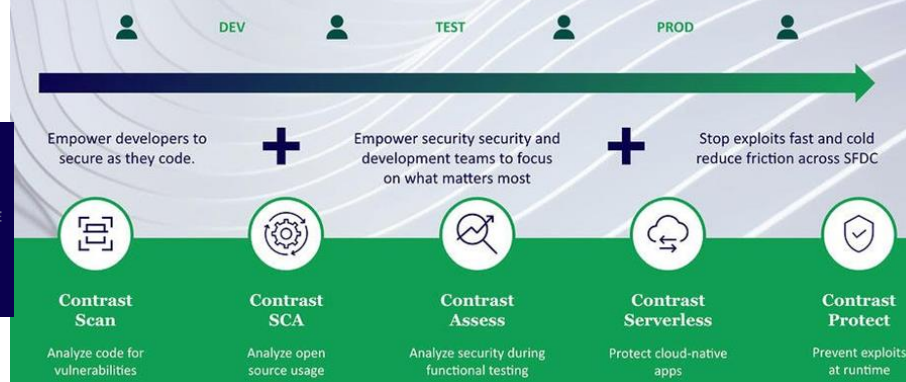 DEV
TEST
PROD
Empower developers to
secure as they code.
Empower security security and
development teams to focus
on what matters most
Stop exploits fast and cold
reduce friction across SFDC
E
Contrast
Scan
Contrast
SCA
Contrast
Assess
Contrast
Serverless
Contrast
Protect
Analyze code for
vulnerabilities
Analyze open
source usage
Analyze security during
functional testing
Protect cloud-native
apps
Prevent exploits
at runtime